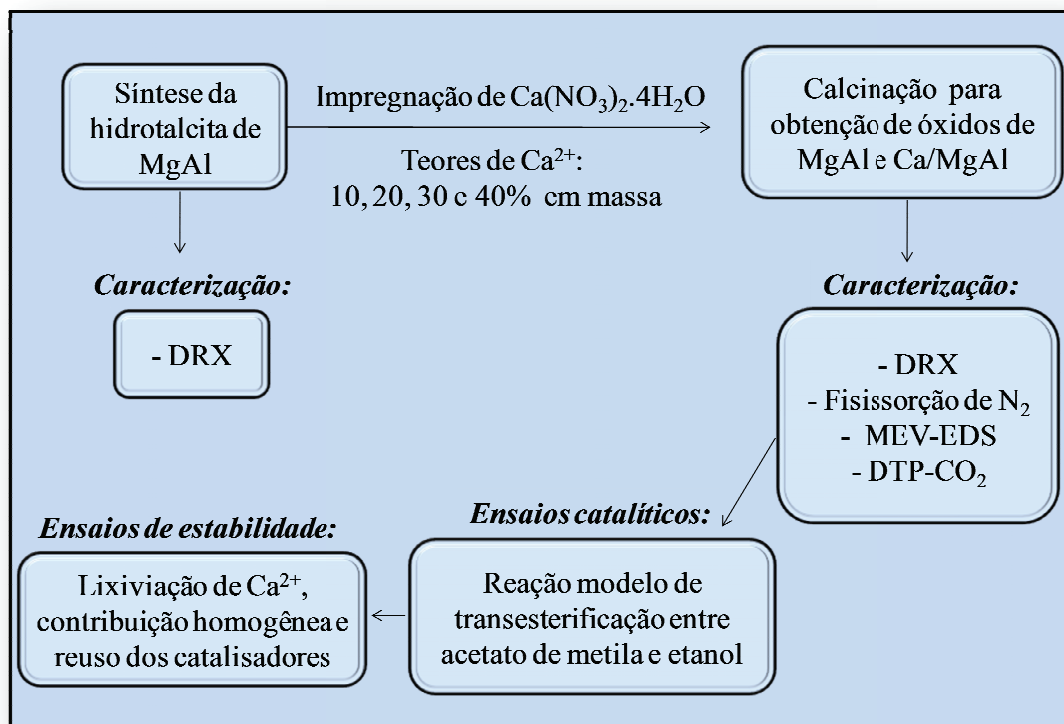 Síntese da
hidrotalcita de
MgAl
Impregnação de Ca(NO₃)₂.4H₂O
Teores de Ca²⁺:
10, 20, 30 e 40% em massa
Calcinação para
obtenção de óxidos de
MgAl e Ca/MgAl
Caracterização:
- DRX
Caracterização:
- DRX
- Fisissorção de N₂
- MEV-EDS
- DTP-CO₂
Ensaios catalíticos:
Reação modelo de
transesterificação entre
acetato de metila e etanol
Ensaios de estabilidade:
Lixiviação de Ca²⁺,
contribuição homogênea e
reuso dos catalisadores